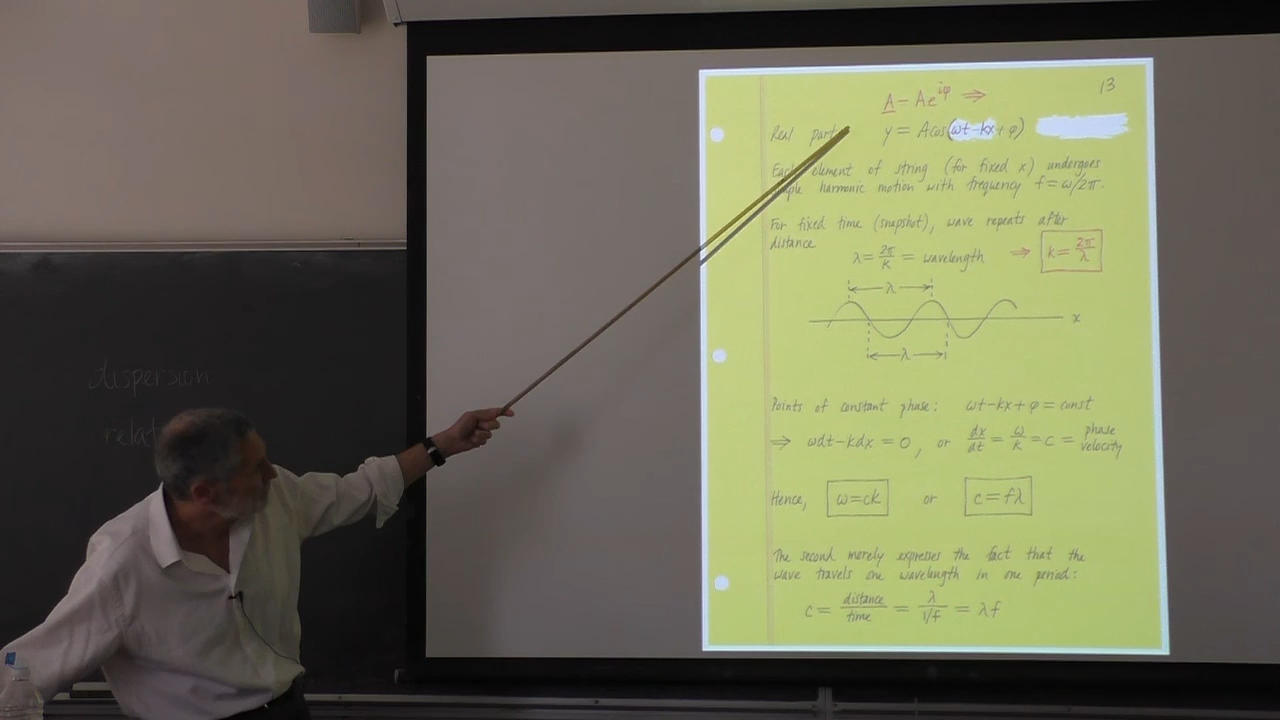 13
A = Ae^{iφ} ⇒
Real part y = Acos(ωt-kx+φ)
Each element of string (for fixed x) undergoes
simple harmonic motion with frequency f=ω/2π.
For fixed time (snapshot), wave repeats after
distance
λ = 2π/k = wavelength ⇒ k = 2π/λ
λ
x
λ
Points of constant phase: ωt-kx+φ = const
⇒ ωdt-kdx = 0, or dx/dt = ω/k = c = phase velocity
Hence, ω=ck or c=fλ
The second merely expresses the fact that the
wave travels one wavelength in one period:
c = distance/time = λ/1/f = λf
dispersion